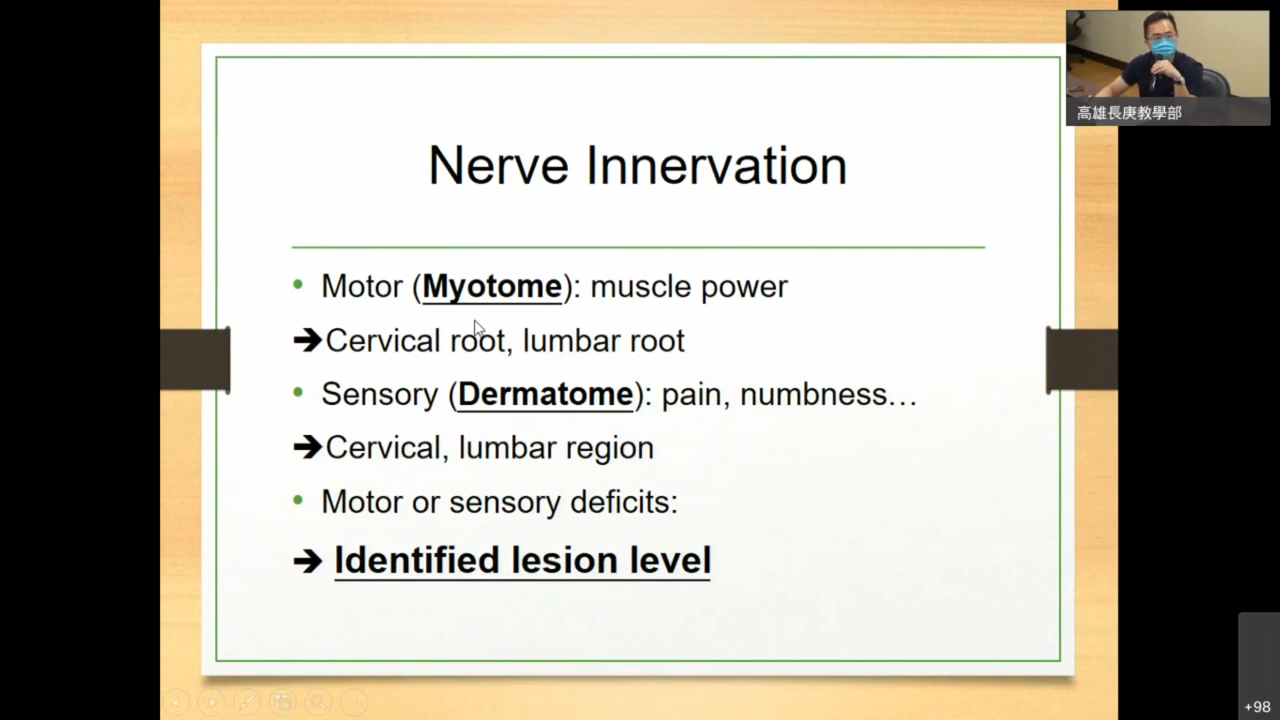 高雄長庚教學部
Nerve Innervation
• Motor (Myotome): muscle power
➔Cervical root, lumbar root
• Sensory (Dermatome): pain, numbness…
➔Cervical, lumbar region
• Motor or sensory deficits:
➔ Identified lesion level
+98